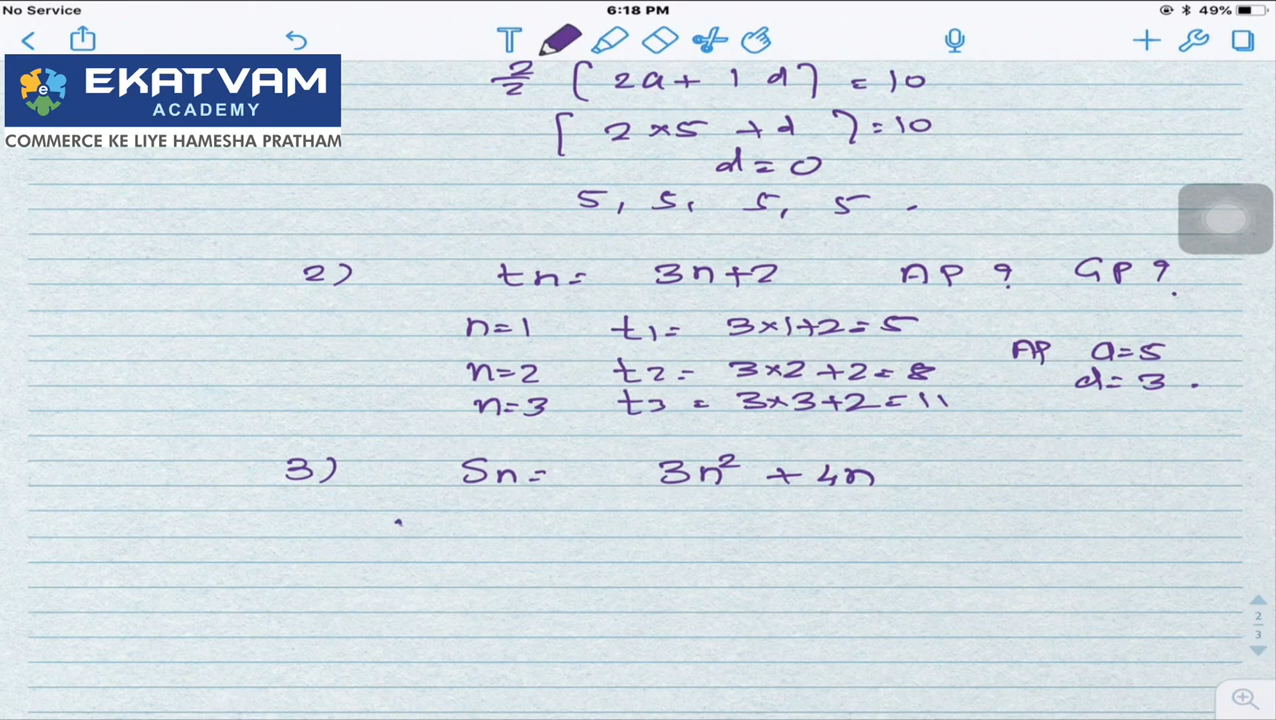 No Service
6:18 PM
49%
T
EKATVAM
ACADEMY
COMMERCE KE LIYE HAMESHA PRATHAM
2/2 [ 2a + 1 d ] = 10
[ 2 × 5 + d ] = 10
d = 0
5, 5, 5, 5 .
2) tn = 3n+2 AP ? GP ?
n=1 t1 = 3×1+2 = 5
n=2 t2 = 3×2+2 = 8
n=3 t3 = 3×3+2 = 11
AP a=5
d=3 .
3) Sn = 3n² + 4n
2
3